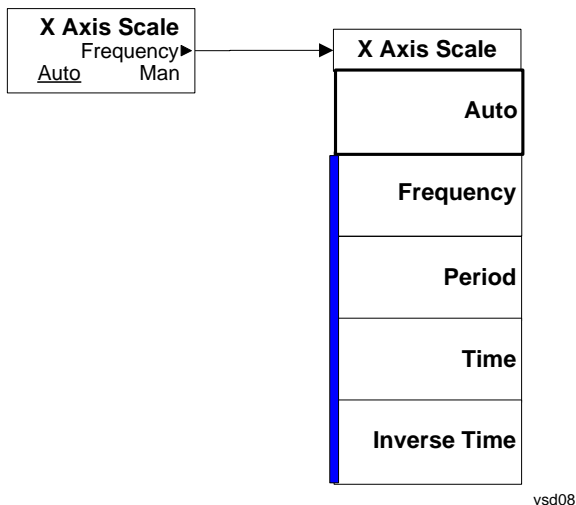 X Axis Scale
Frequency
Auto Man
X Axis Scale
Auto
Frequency
Period
Time
Inverse Time
vsd08